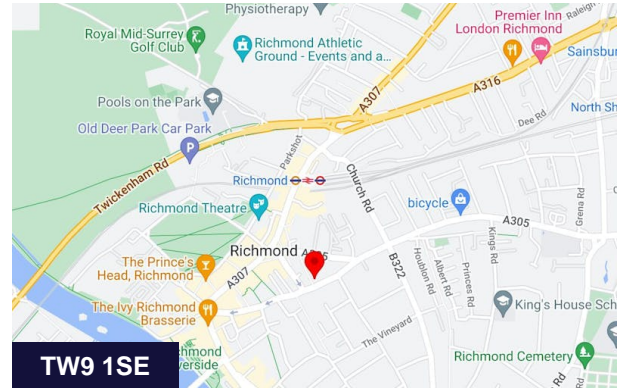 Physiotherapy
Premier Inn
London Richmond
Raleigh
Royal Mid-Surrey
Golf Club
Richmond Athletic
Ground - Events and a...
Sainsbu
A307
A316
Pools on the Park
North Sh
Dee Rd
Old Deer Park Car Park
P
Parkshot
Twickenham Rd
Richmond
Church Rd
Richmond Theatre
bicycle
A305
Grena Rd
Kings Rd
Richmond
A305
The Prince's
Head, Richmond
A307
B322
Houblon Rd
Albert Rd
Princes Rd
The Ivy Richmond
Brasserie
King's House Sch
The Vineyard
Richmond Cemetery
chmond
verside
TW9 1SE